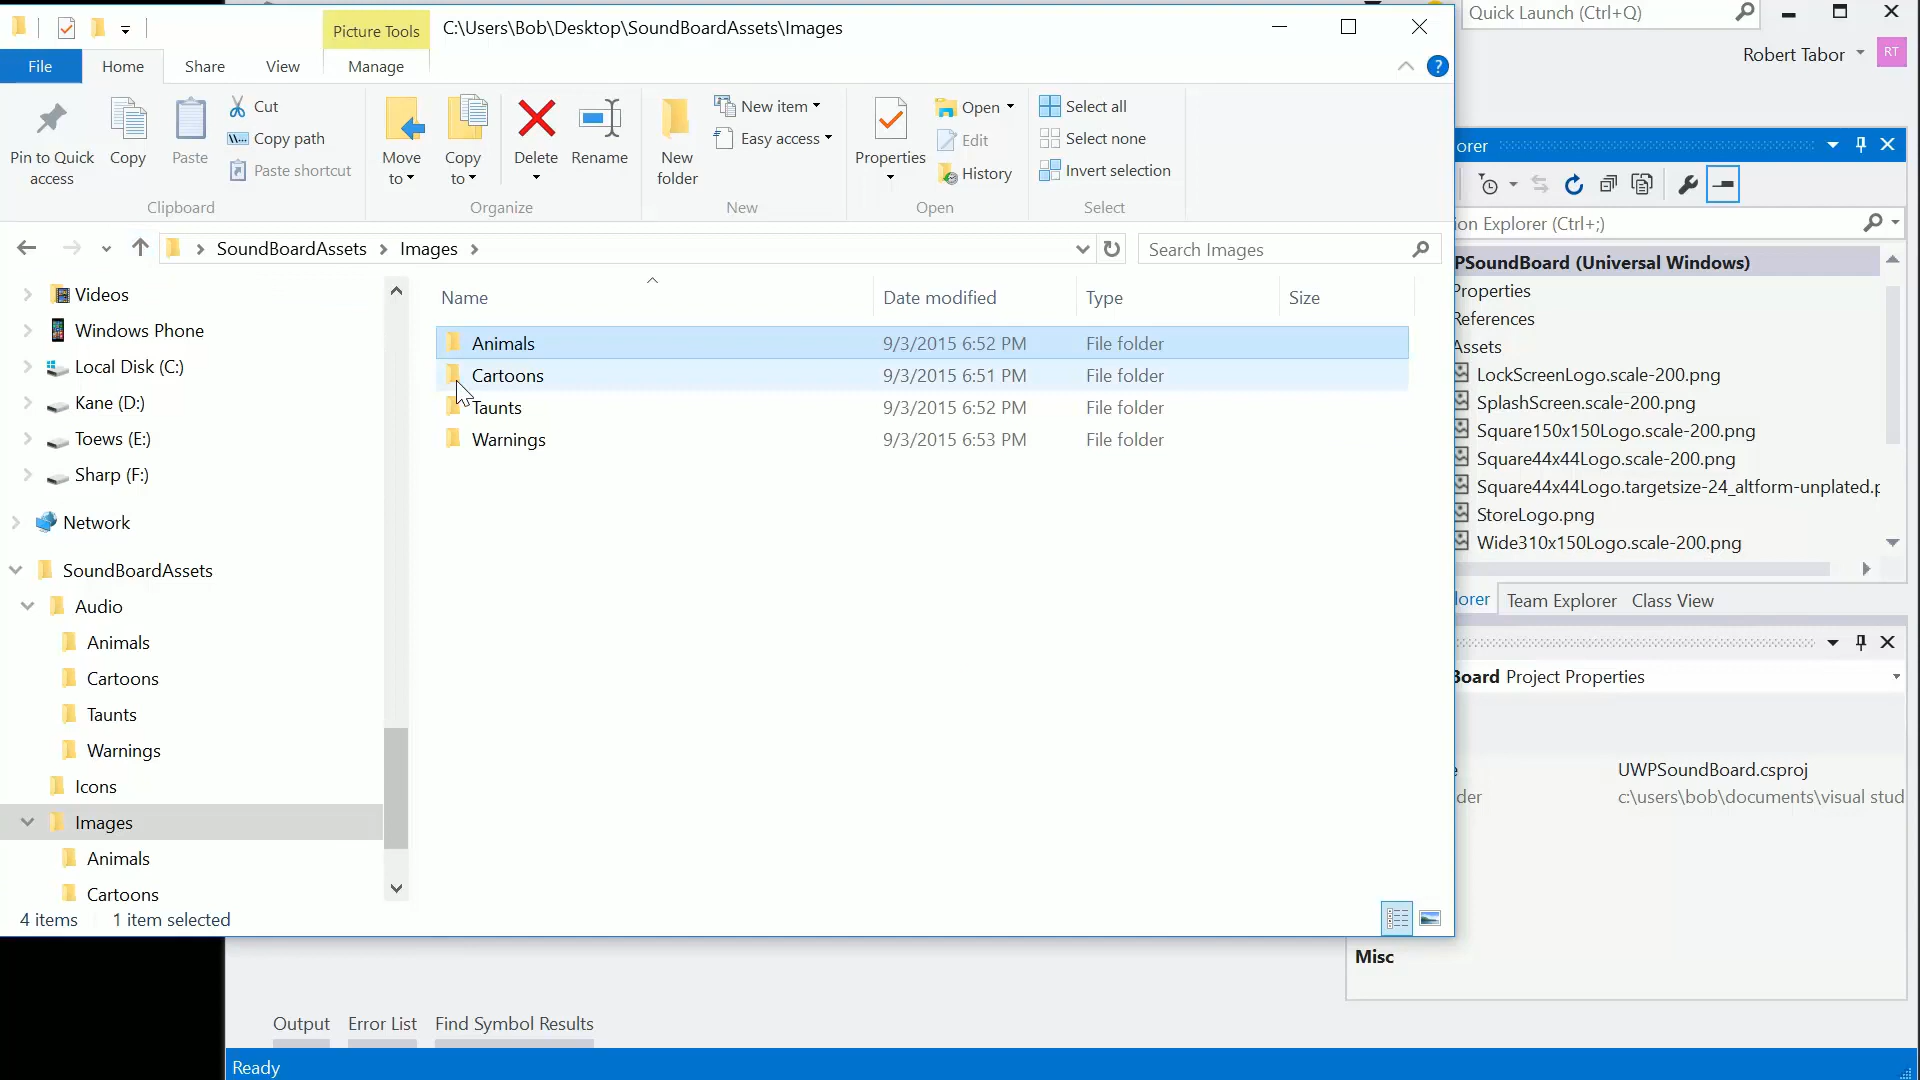 Picture Tools
C:\Users\Bob\Desktop\SoundBoardAssets\Images
Quick Launch (Ctrl+Q)
File Home Share View Manage
Robert Tabor RT
Pin to Quick access
Copy
Paste
Cut
Copy path
Paste shortcut
Clipboard
Move to
Copy to
Delete
Rename
Organize
New folder
New item
Easy access
New
Properties
Open
Edit
History
Open
Select all
Select none
Invert selection
Select
SoundBoardAssets Images
Search Images
Videos
Windows Phone
Local Disk (C:)
Kane (D:)
Toews (E:)
Sharp (F:)
Network
SoundBoardAssets
Audio
Animals
Cartoons
Taunts
Warnings
Icons
Images
Animals
Cartoons
Name Date modified Type Size
Animals 9/3/2015 6:52 PM File folder
Cartoons 9/3/2015 6:51 PM File folder
Taunts 9/3/2015 6:52 PM File folder
Warnings 9/3/2015 6:53 PM File folder
4 items 1 item selected
orer
ion Explorer (Ctrl+;)
PSoundBoard (Universal Windows)
Properties
References
Assets
LockScreenLogo.scale-200.png
SplashScreen.scale-200.png
Square150x150Logo.scale-200.png
Square44x44Logo.scale-200.png
Square44x44Logo.targetsize-24_altform-unplated.p
StoreLogo.png
Wide310x150Logo.scale-200.png
lorer Team Explorer Class View
Board Project Properties
e UWPSoundBoard.csproj
der c:\users\bob\documents\visual stud
Misc
Output Error List Find Symbol Results
Ready